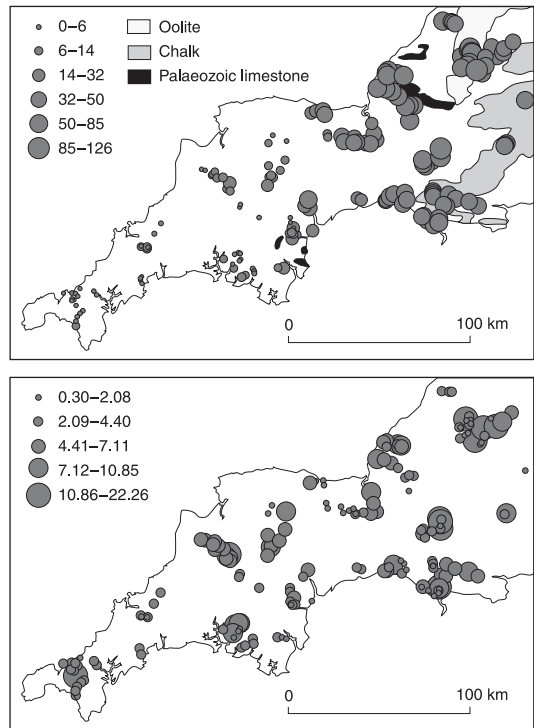 0–6
6–14
14–32
32–50
50–85
85–126
Oolite
Chalk
Palaeozoic limestone
0 100 km
0.30–2.08
2.09–4.40
4.41–7.11
7.12–10.85
10.86–22.26
0 100 km